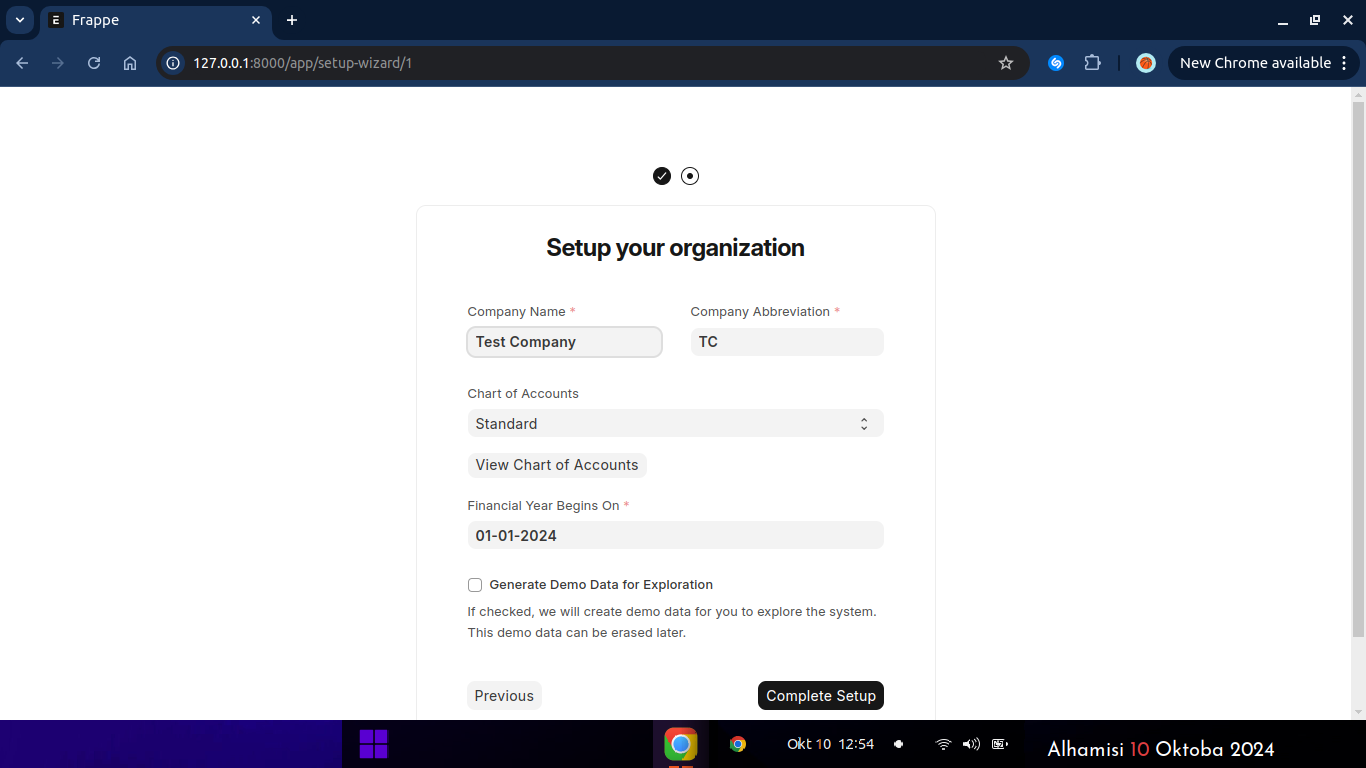 Frappe
127.0.0.1:8000/app/setup-wizard/1
New Chrome available
Setup your organization
Company Name *
Company Abbreviation *
Test Company
TC
Chart of Accounts
Standard
View Chart of Accounts
Financial Year Begins On *
01-01-2024
Generate Demo Data for Exploration
If checked, we will create demo data for you to explore the system.
This demo data can be erased later.
Previous
Complete Setup
Okt 10 12:54
Alhamisi 10 Oktoba 2024